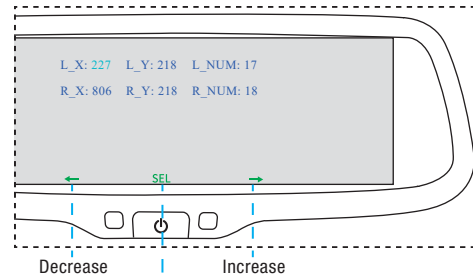 L_X: 227 L_Y: 218 L_NUM: 17
R_X: 806 R_Y: 218 R_NUM: 18
SEL
Decrease Increase